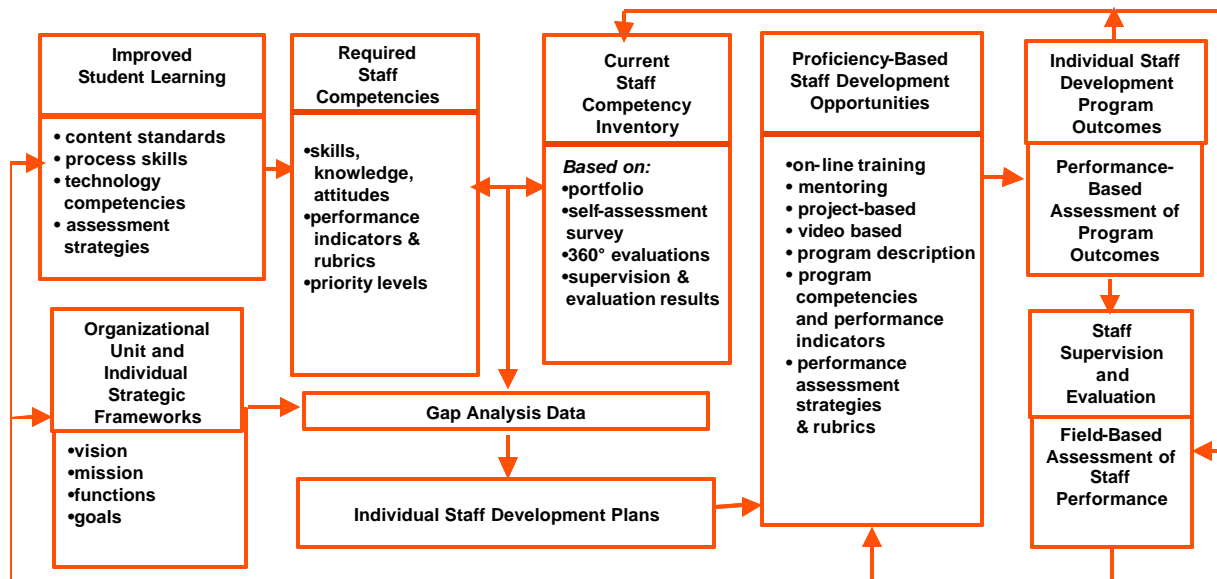 Improved
Student Learning
• content standards
• process skills
• technology
competencies
• assessment
strategies
Required
Staff
Competencies
•skills,
knowledge,
attitudes
•performance
indicators &
rubrics
•priority levels
Current
Staff
Competency
Inventory
Based on:
•portfolio
•self-assessment
survey
•360° evaluations
•supervision &
evaluation results
Proficiency-Based
Staff Development
Opportunities
•on-line training
• mentoring
• project-based
• video based
• program description
• program
competencies
and performance
indicators
• performance
assessment
strategies
& rubrics
Individual Staff
Development
Program
Outcomes
Performance-
Based
Assessment of
Program
Outcomes
Organizational
Unit and
Individual
Strategic
Frameworks
•vision
•mission
•functions
•goals
Gap Analysis Data
Individual Staff Development Plans
Staff
Supervision
and
Evaluation
Field-Based
Assessment of
Staff
Performance